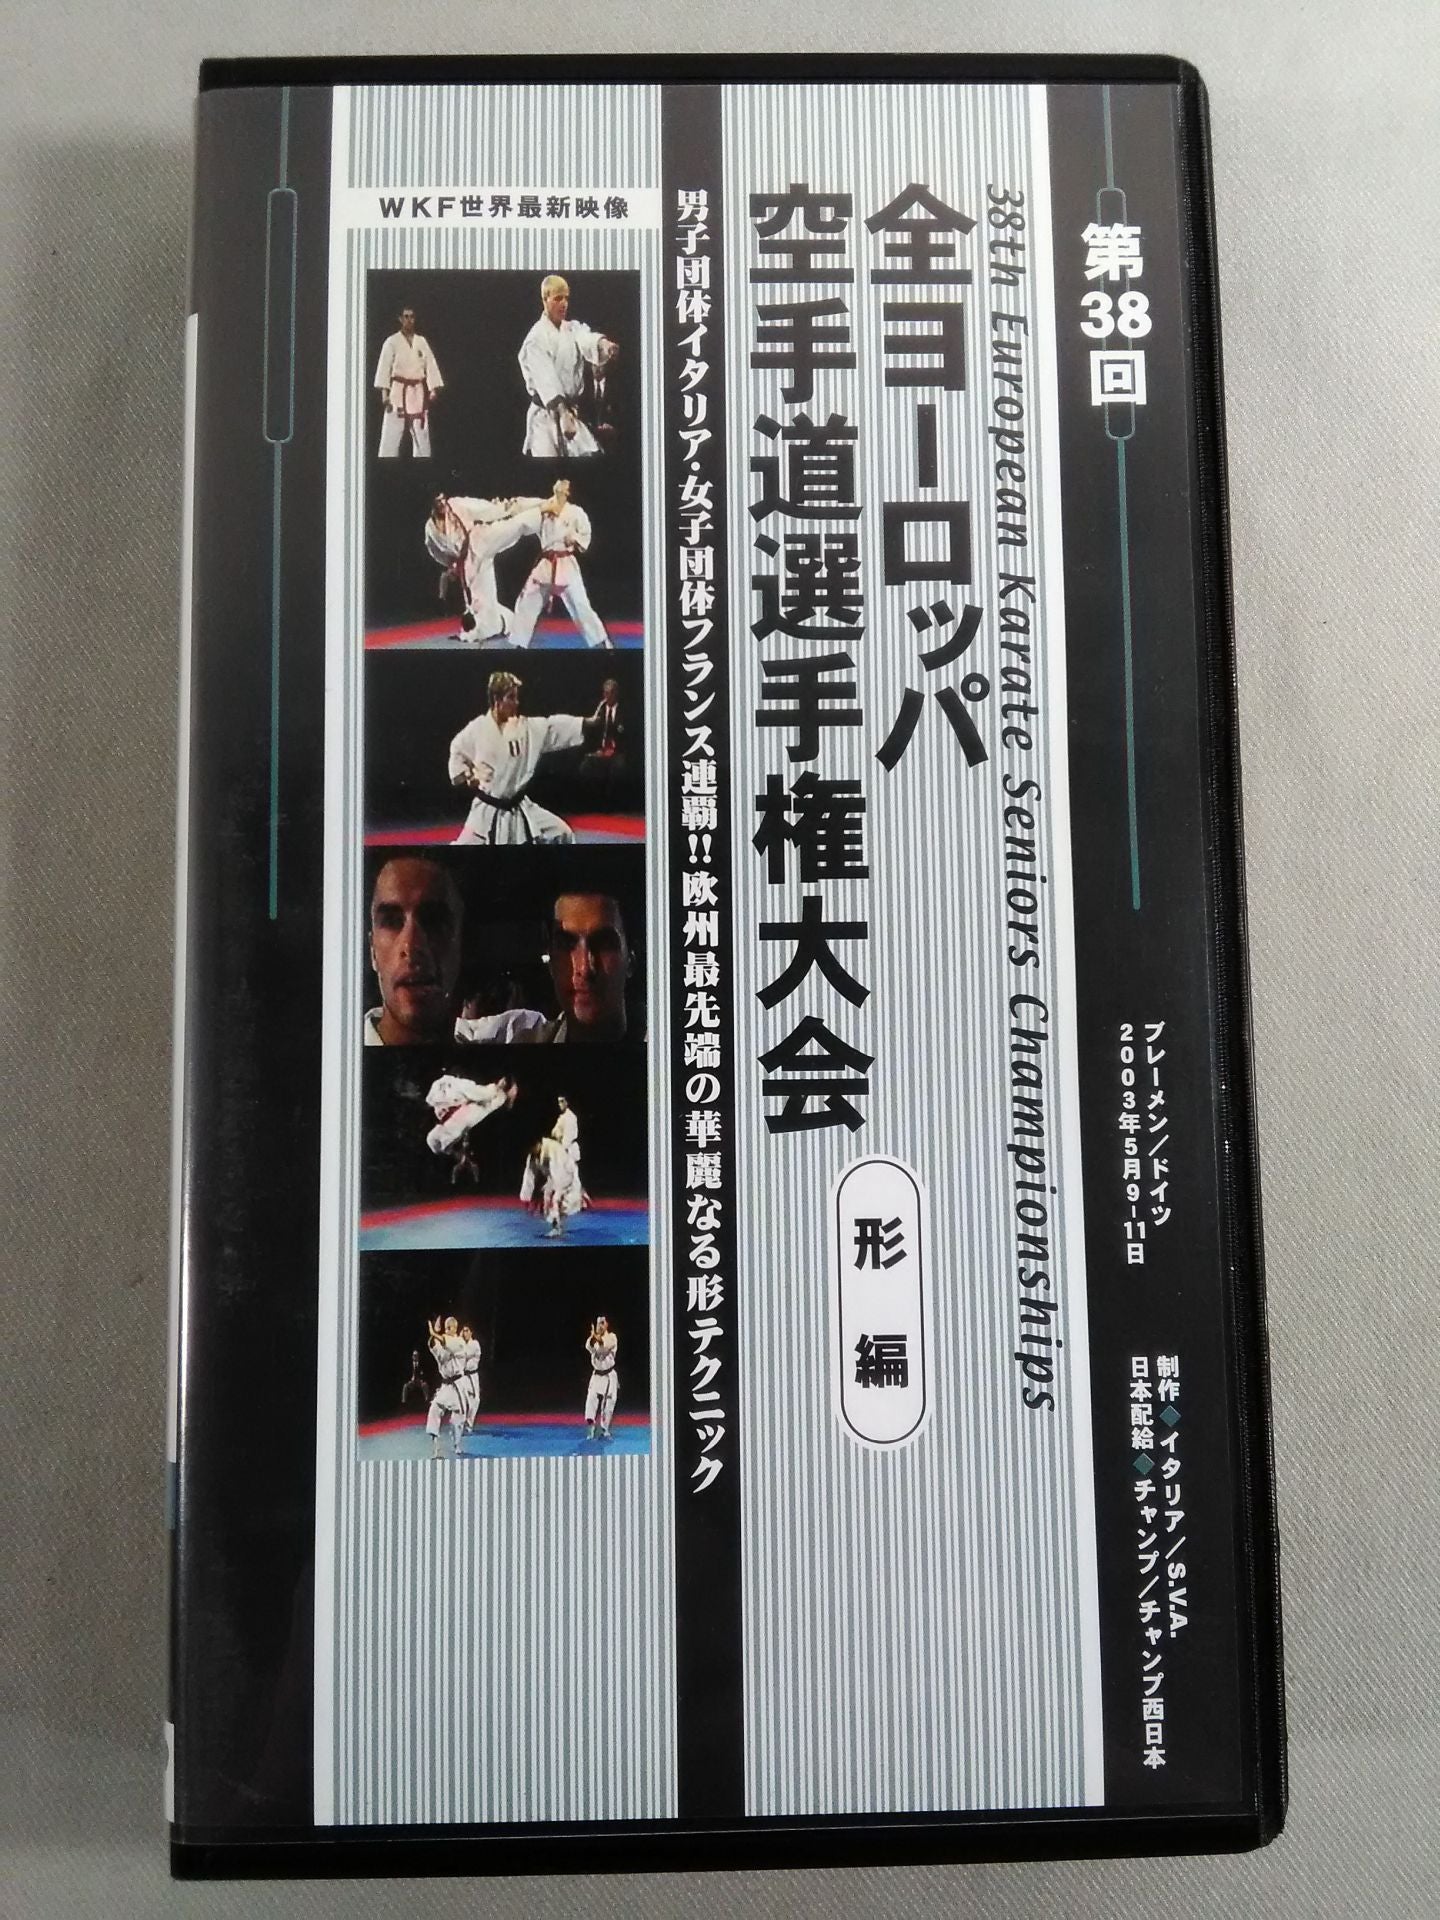 第38回
ブレーメン/ドイツ
2003年5月9-11日
制作◆イタリア/S.V.A.
日本配給◆チャンプ/チャンプ西日本
38th European Karate Seniors Championships
全ヨーロッパ
空手道選手権大会
形編
男子団体イタリア・女子団体フランス連覇!!欧州最先端の華麗なる形テクニック
WKF世界最新映像